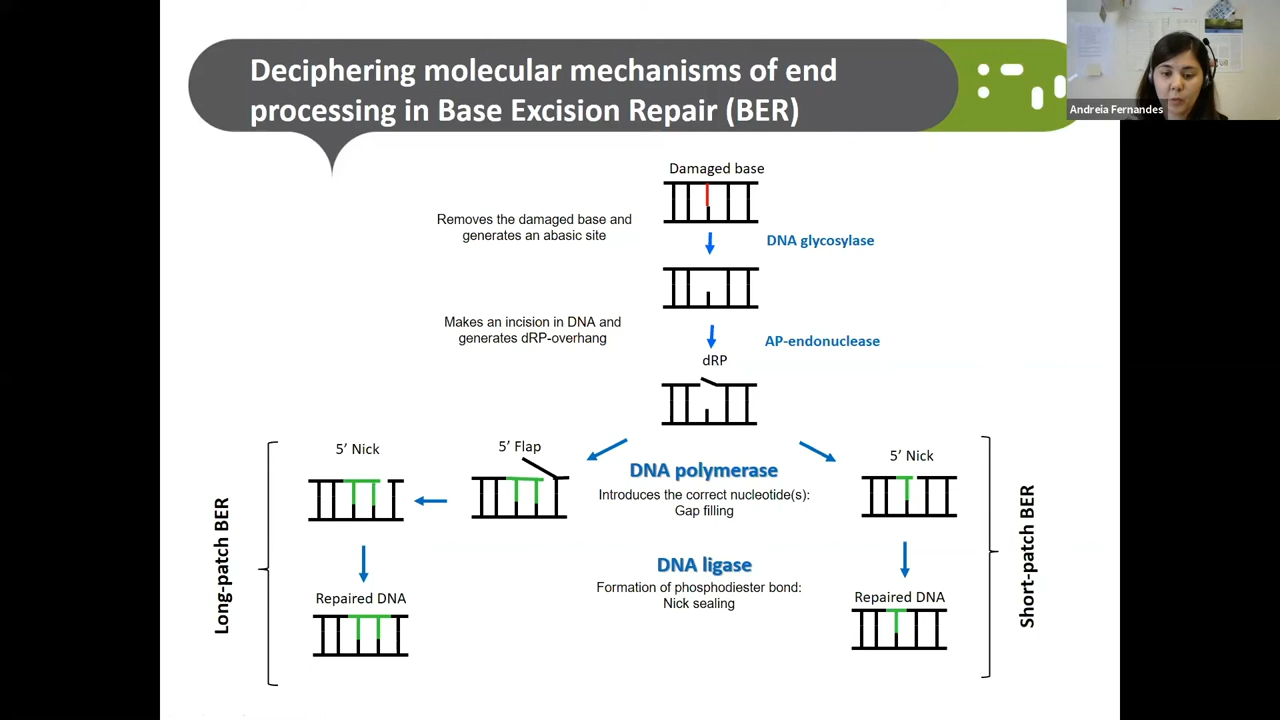 Deciphering molecular mechanisms of end
processing in Base Excision Repair (BER)
Andreia Fernandes
Damaged base
Removes the damaged base and
generates an abasic site
DNA glycosylase
Makes an incision in DNA and
generates dRP-overhang
AP-endonuclease
dRP
5’ Nick
5’ Flap
DNA polymerase
Introduces the correct nucleotide(s):
Gap filling
5’ Nick
Long-patch BER
Short-patch BER
DNA ligase
Formation of phosphodiester bond:
Nick sealing
Repaired DNA
Repaired DNA